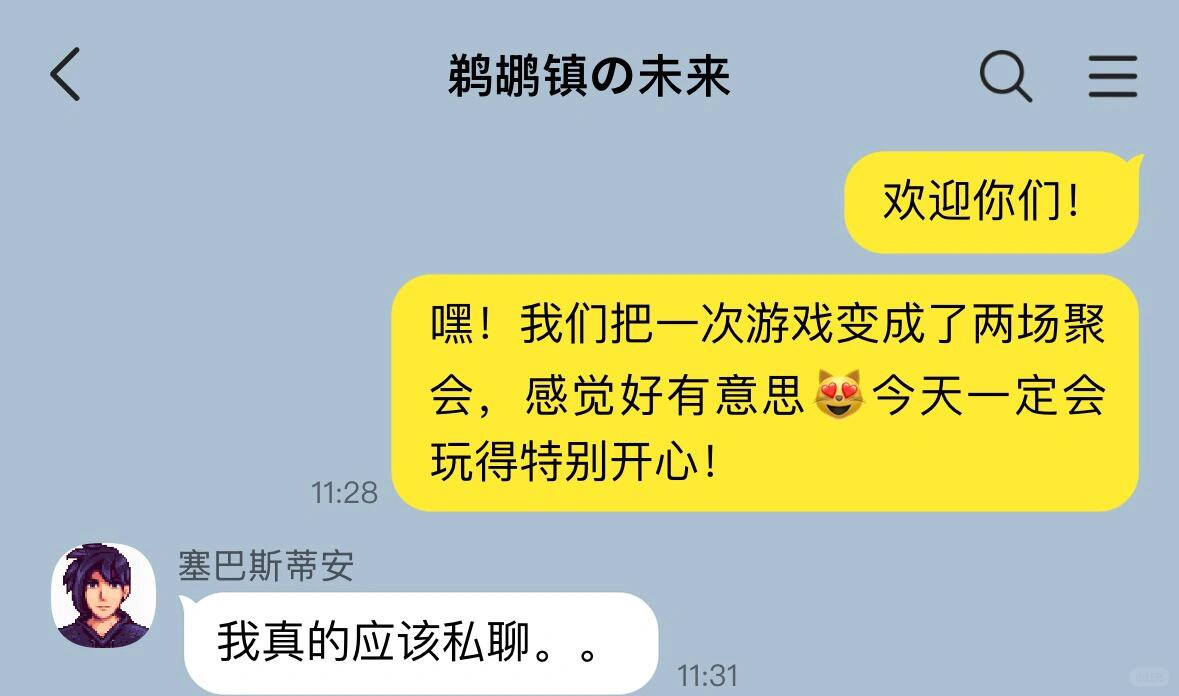 鹈鹕镇の未来
欢迎你们！
嘿！我们把一次游戏变成了两场聚
会，感觉好有意思😻今天一定会
玩得特别开心！
11:28
塞巴斯蒂安
我真的应该私聊。。
11:31